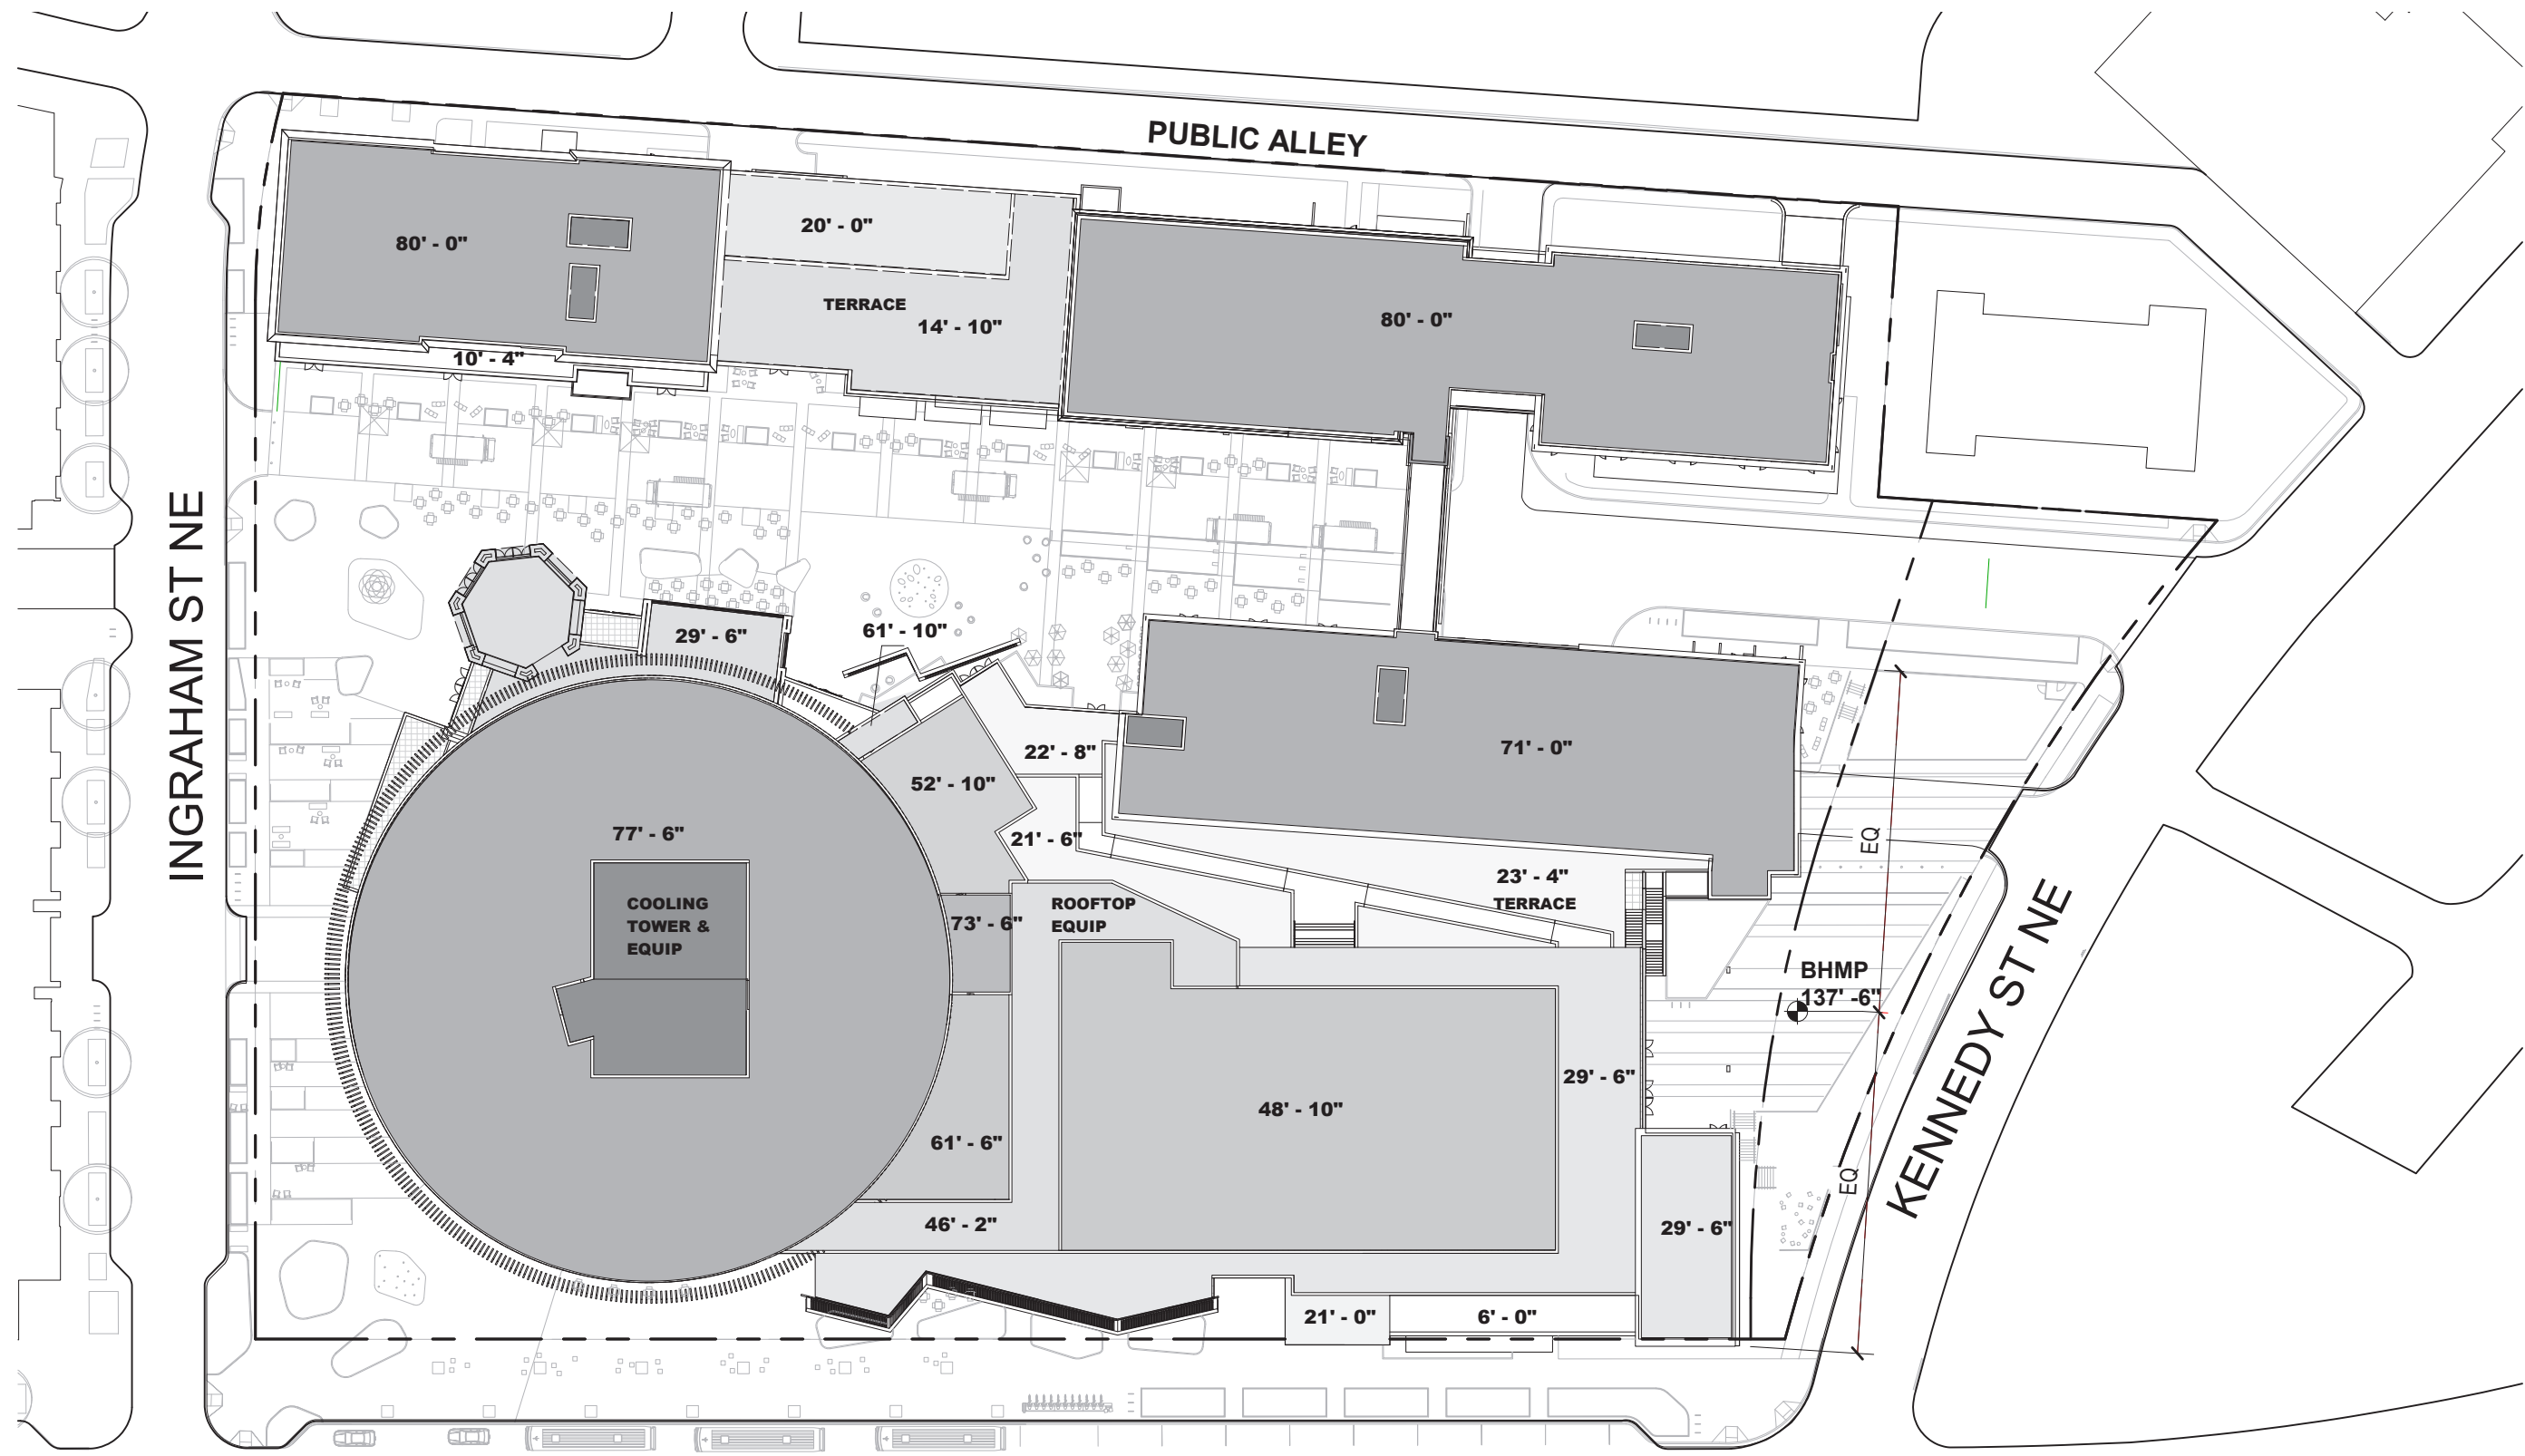 PUBLIC ALLEY
20' - 0"
80' - 0"
TERRACE
14' - 10"
80' - 0"
10' - 4"
INGRAHAM ST NE
29' - 6"
61' - 10"
22' - 8"
71' - 0"
52' - 10"
77' - 6"
21' - 6"
EQ
23' - 4"
TERRACE
COOLING
TOWER &
EQUIP
73' - 6"
ROOFTOP
EQUIP
BHMP
137' -6"
KENNEDY ST NE
29' - 6"
48' - 10"
61' - 6"
EQ
46' - 2"
29' - 6"
21' - 0"
6' - 0"